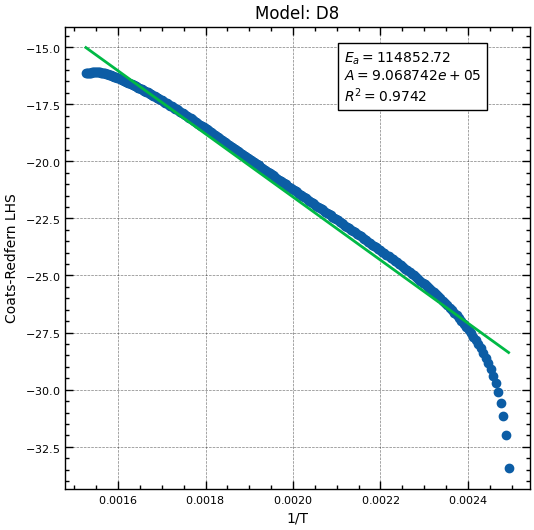 Model: D8
E_a = 114852.72
A = 9.068742e + 05
R² = 0.9742
Coats-Redfern LHS
−15.0
−17.5
−20.0
−22.5
−25.0
−27.5
−30.0
−32.5
0.0016 0.0018 0.0020 0.0022 0.0024
1/T